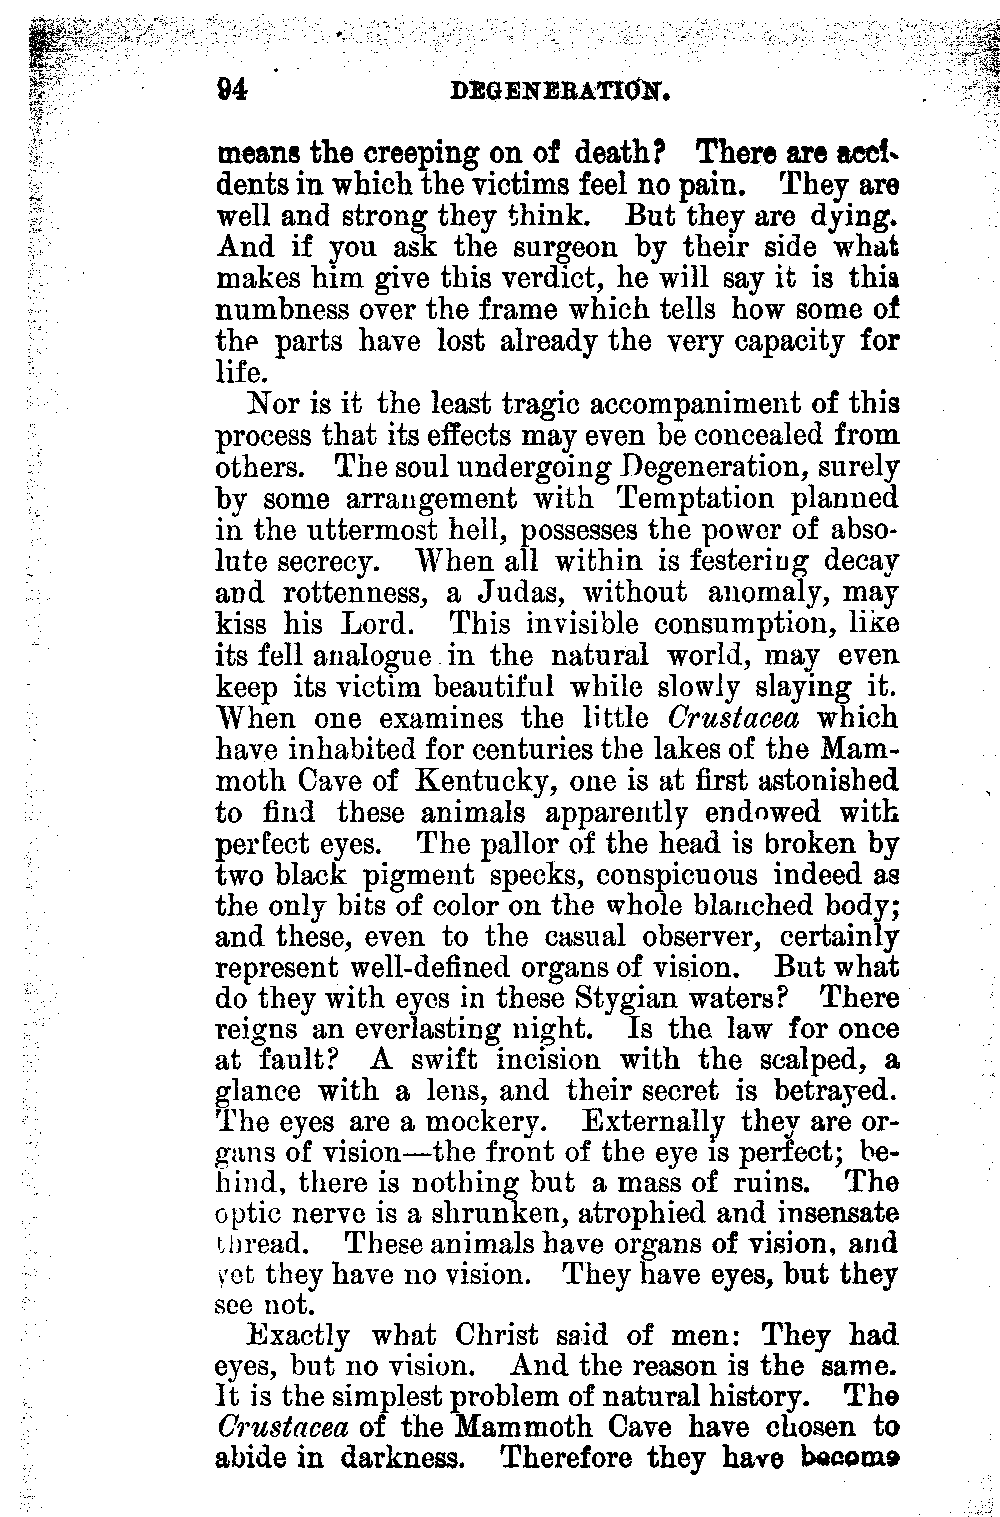 94 DEGENERATION.
means the creeping on of death? There are acci-
dents in which the victims feel no pain. They are
well and strong they think. But they are dying.
And if you ask the surgeon by their side what
makes him give this verdict, he will say it is this
numbness over the frame which tells how some of
the parts have lost already the very capacity for
life.
Nor is it the least tragic accompaniment of this
process that its effects may even be concealed from
others. The soul undergoing Degeneration, surely
by some arrangement with Temptation planned
in the uttermost hell, possesses the power of abso-
lute secrecy. When all within is festering decay
and rottenness, a Judas, without anomaly, may
kiss his Lord. This invisible consumption, like
its fell analogue in the natural world, may even
keep its victim beautiful while slowly slaying it.
When one examines the little Crustacea which
have inhabited for centuries the lakes of the Mam-
moth Cave of Kentucky, one is at first astonished
to find these animals apparently endowed with
perfect eyes. The pallor of the head is broken by
two black pigment specks, conspicuous indeed as
the only bits of color on the whole blanched body;
and these, even to the casual observer, certainly
represent well-defined organs of vision. But what
do they with eyes in these Stygian waters? There
reigns an everlasting night. Is the law for once
at fault? A swift incision with the scalped, a
glance with a lens, and their secret is betrayed.
The eyes are a mockery. Externally they are or-
gans of vision—the front of the eye is perfect; be-
hind, there is nothing but a mass of ruins. The
optic nerve is a shrunken, atrophied and insensate
thread. These animals have organs of vision, and
yet they have no vision. They have eyes, but they
see not.
Exactly what Christ said of men: They had
eyes, but no vision. And the reason is the same.
It is the simplest problem of natural history. The
Crustacea of the Mammoth Cave have chosen to
abide in darkness. Therefore they have become